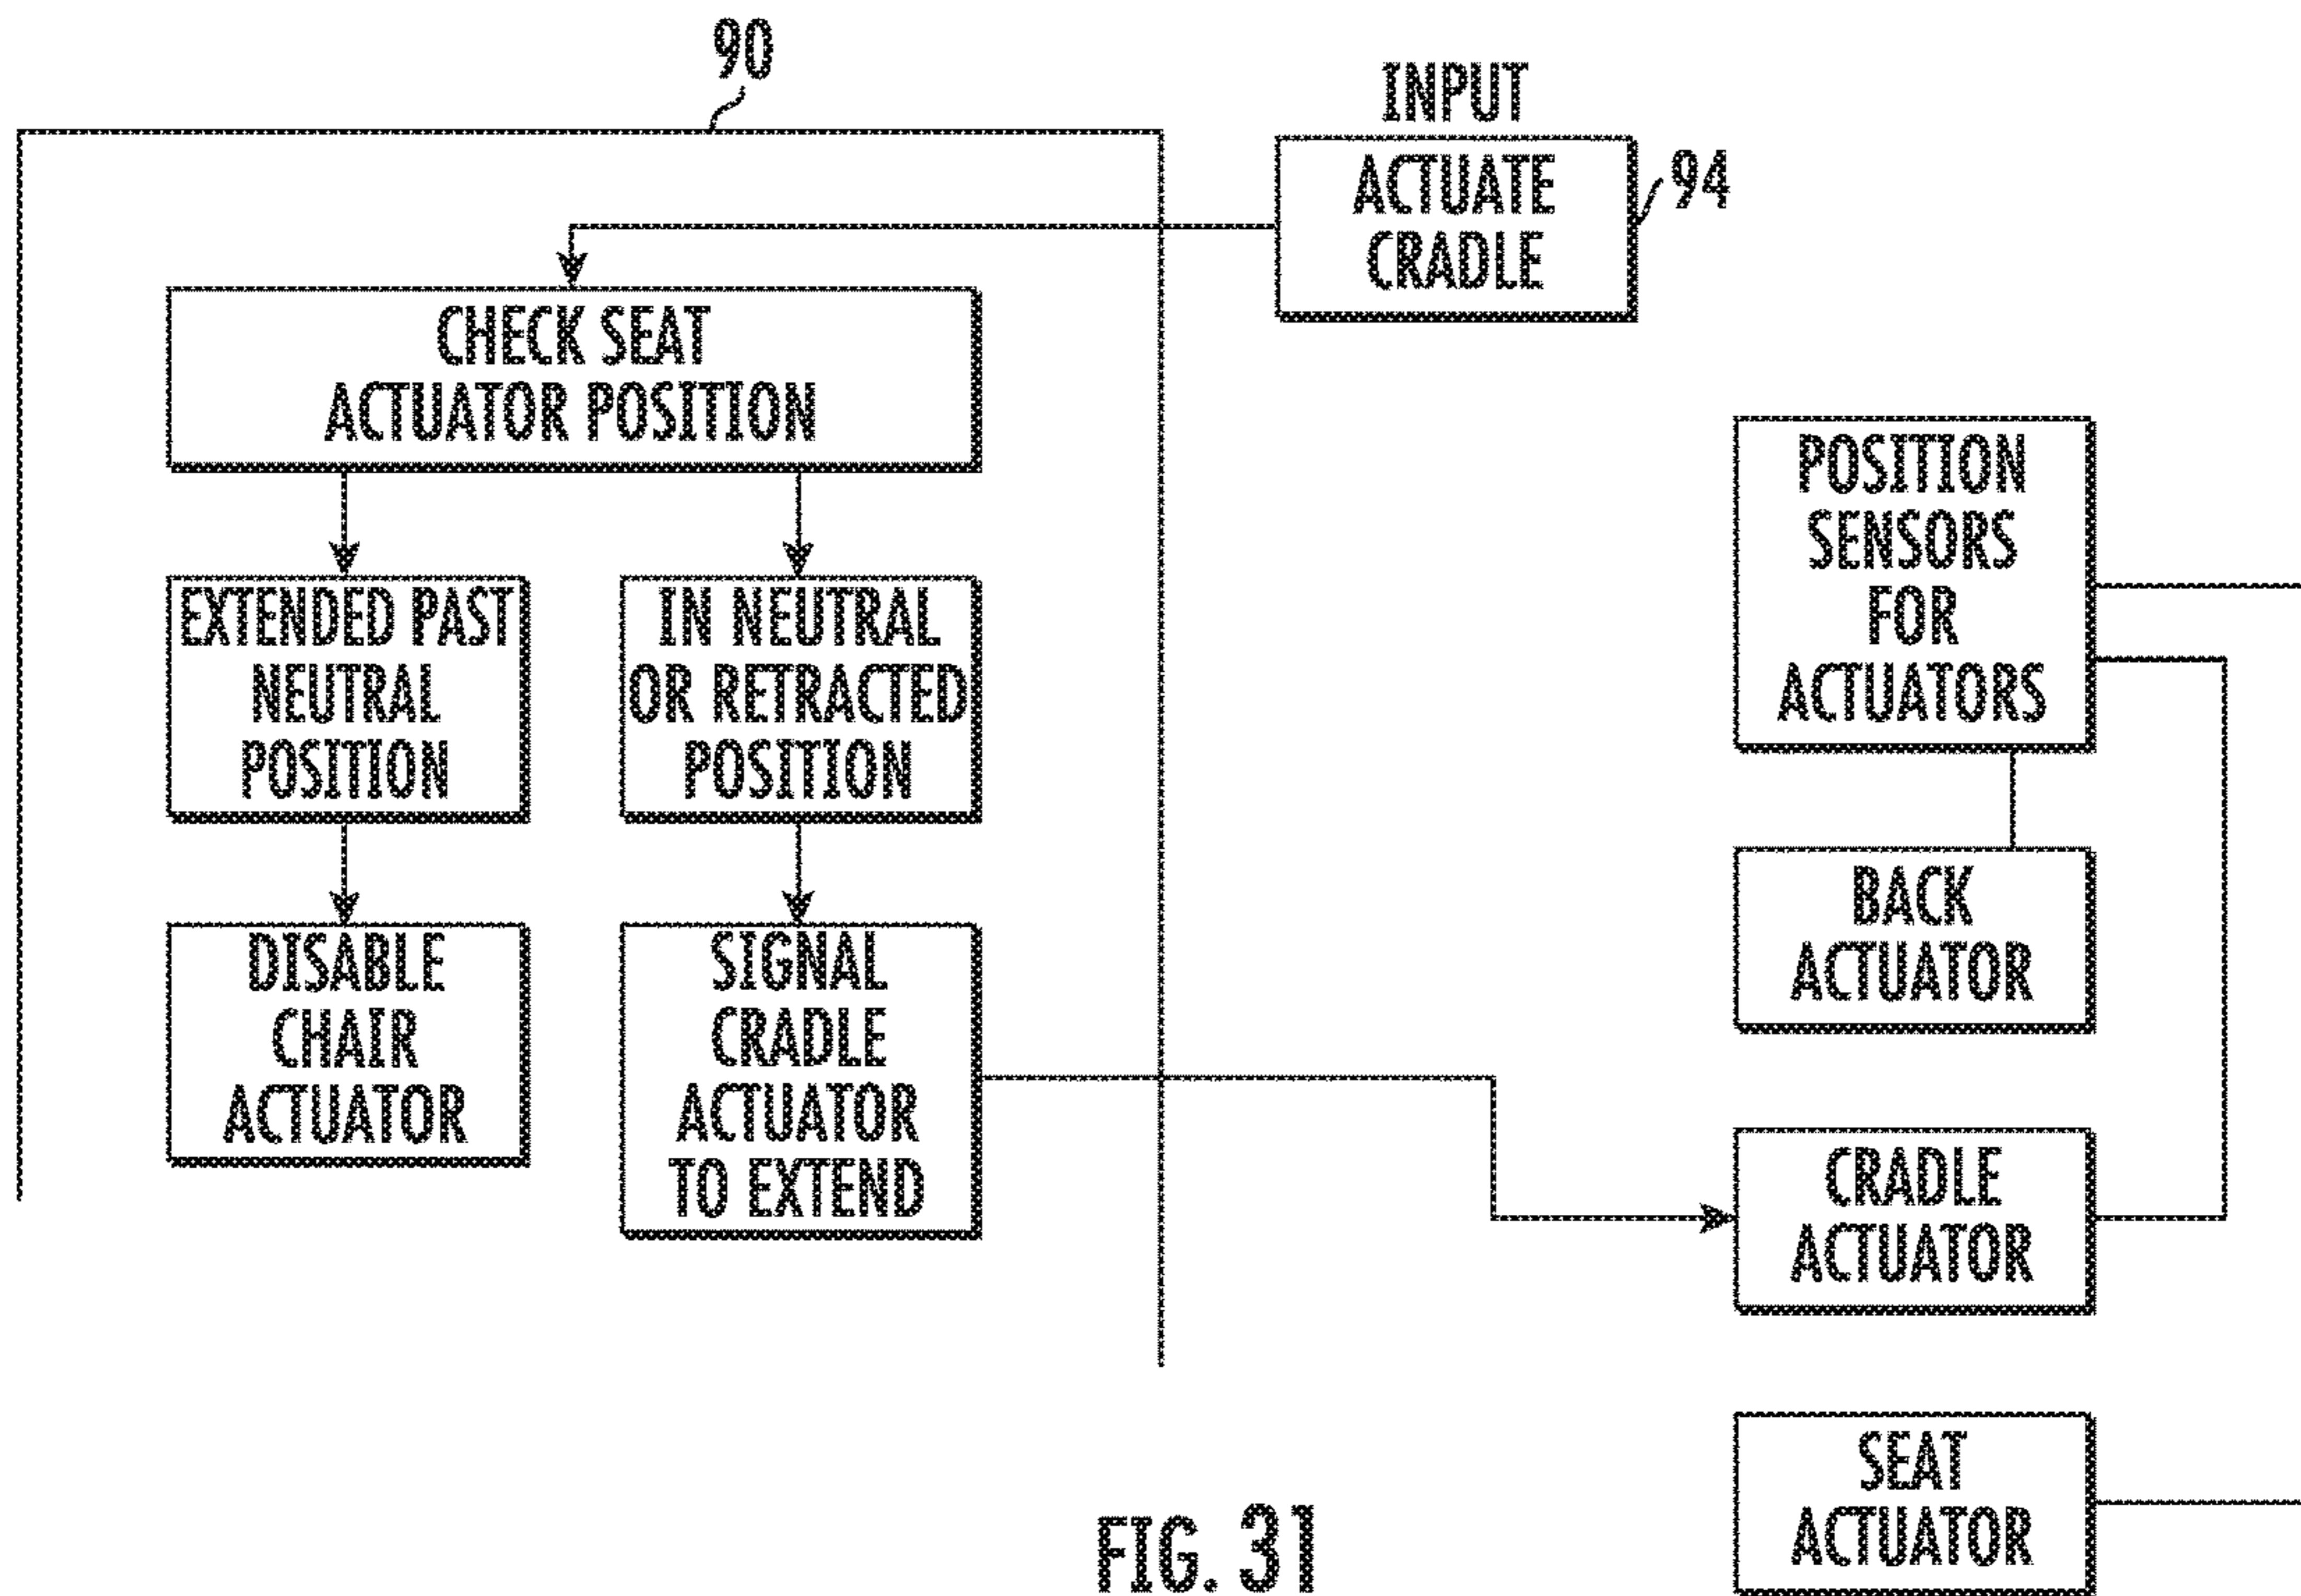 90
INPUT
ACTUATE
CRADLE
94
CHECK SEAT
ACTUATOR POSITION
EXTENDED PAST
NEUTRAL
POSITION
IN NEUTRAL
OR RETRACTED
POSITION
DISABLE
CHAIR
ACTUATOR
SIGNAL
CRADLE
ACTUATOR
TO EXTEND
POSITION
SENSORS
FOR
ACTUATORS
BACK
ACTUATOR
CRADLE
ACTUATOR
SEAT
ACTUATOR
FIG. 31